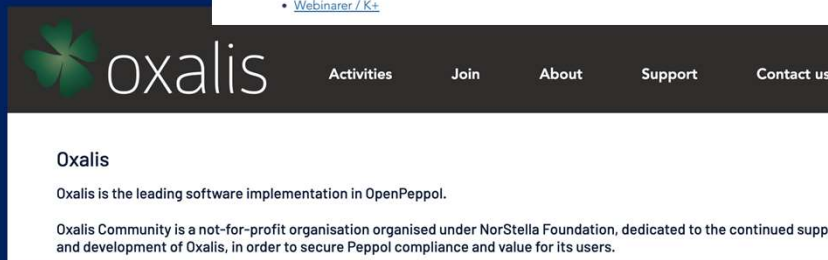 Webinarer / K+
oxalis
Activities Join About Support Contact us
Oxalis
Oxalis is the leading software implementation in OpenPeppol.
Oxalis Community is a not-for-profit organisation organised under NorStella Foundation, dedicated to the continued supp
and development of Oxalis, in order to secure Peppol compliance and value for its users.